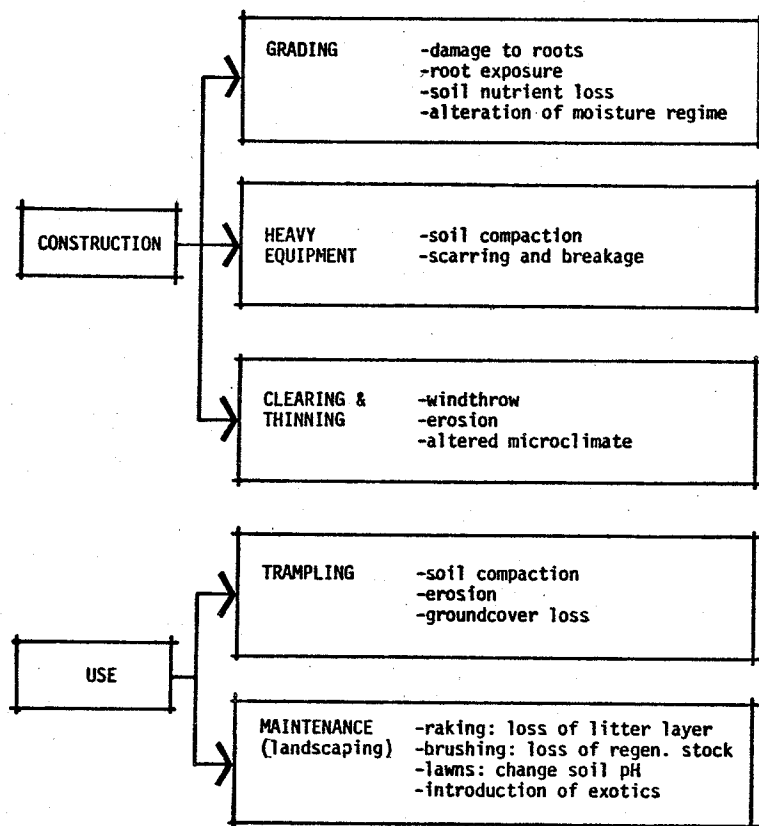 GRADING -damage to roots
-root exposure
-soil nutrient loss
-alteration of moisture regime
CONSTRUCTION
HEAVY -soil compaction
EQUIPMENT -scarring and breakage
CLEARING & -windthrow
THINNING -erosion
-altered microclimate
TRAMPLING -soil compaction
-erosion
-groundcover loss
USE
MAINTENANCE -raking: loss of litter layer
(landscaping) -brushing: loss of regen. stock
-lawns: change soil pH
-introduction of exotics